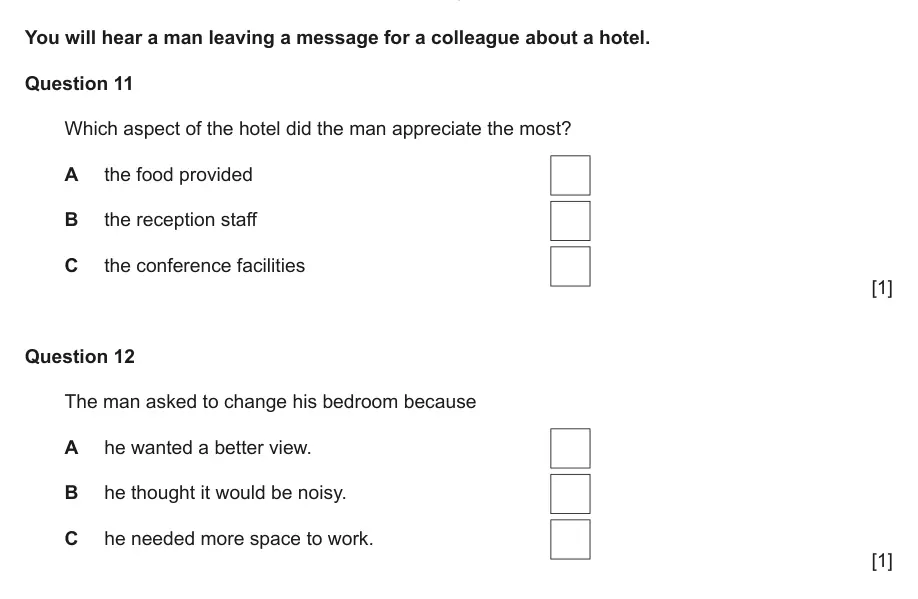 You will hear a man leaving a message for a colleague about a hotel.
Question 11
Which aspect of the hotel did the man appreciate the most?
A the food provided
B the reception staff
C the conference facilities
[1]
Question 12
The man asked to change his bedroom because
A he wanted a better view.
B he thought it would be noisy.
C he needed more space to work.
[1]